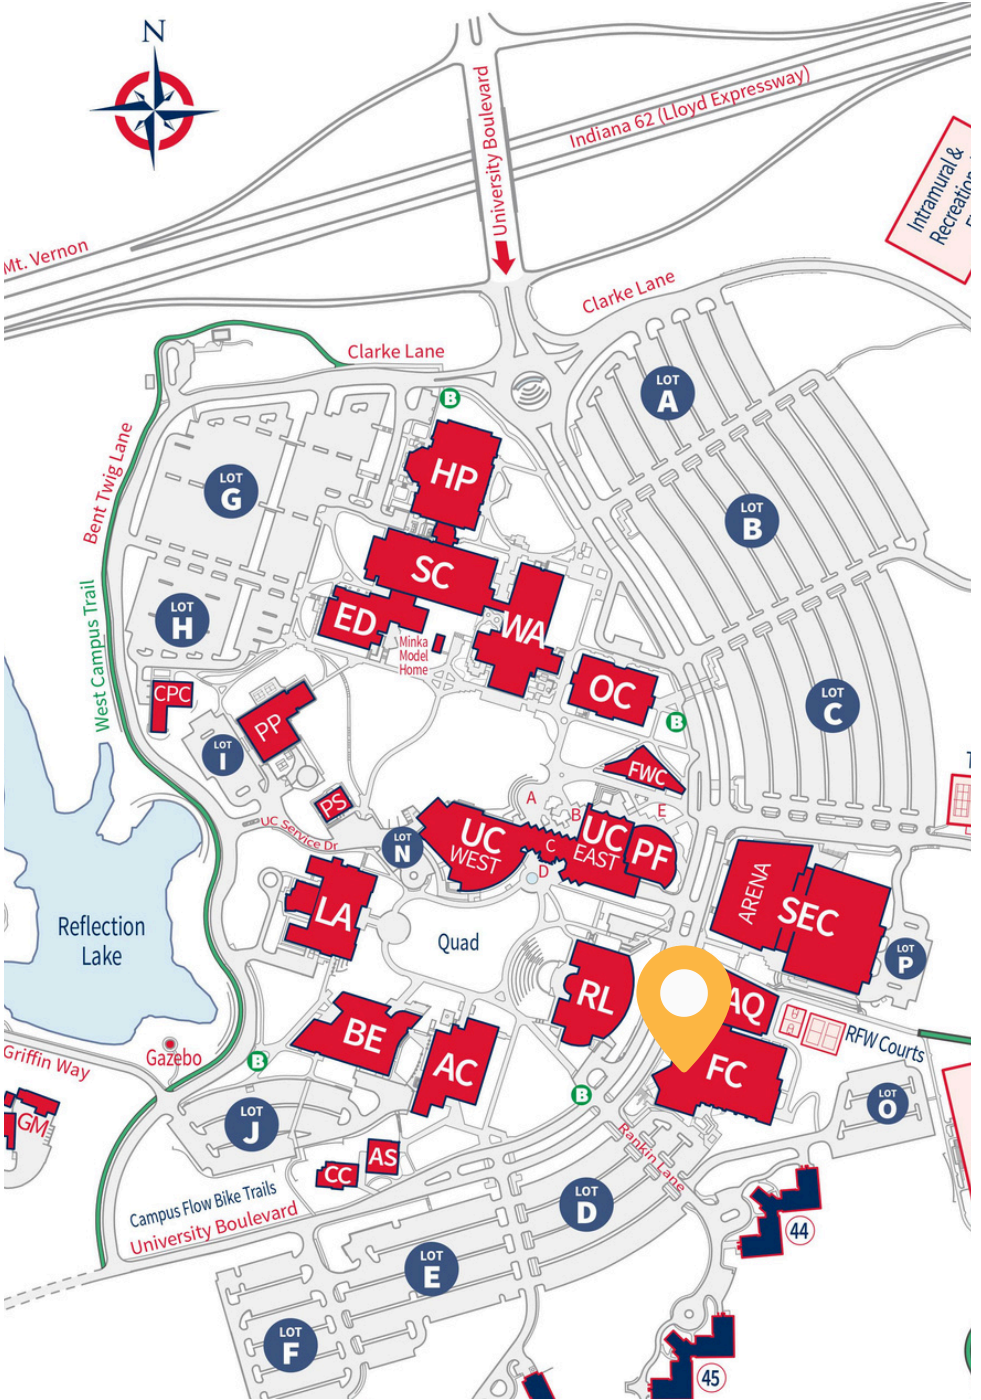 N
University Boulevard
Indiana 62 (Lloyd Expressway)
Mt. Vernon
Intramural &
Recreation
Clarke Lane
Clarke Lane
LOT
A
B
HP
LOT
G
LOT
B
Bent Twig Lane
West Campus Trail
SC
LOT
H
ED
WA
Minka
Model
Home
OC
CPC
PP
LOT
I
B
LOT
C
FWC
PS
A
B
E
UC Service Dr
LOT
N
UC
WEST
C
UC
EAST
PF
D
LA
ARENA
SEC
Reflection
Lake
Quad
LOT
P
RL
AQ
BE
RFW Courts
Gazebo
Griffin Way
B
AC
FC
B
LOT
O
GM
LOT
J
AS
CC
Rankin Lane
Campus Flow Bike Trails
University Boulevard
LOT
D
44
LOT
E
LOT
F
45